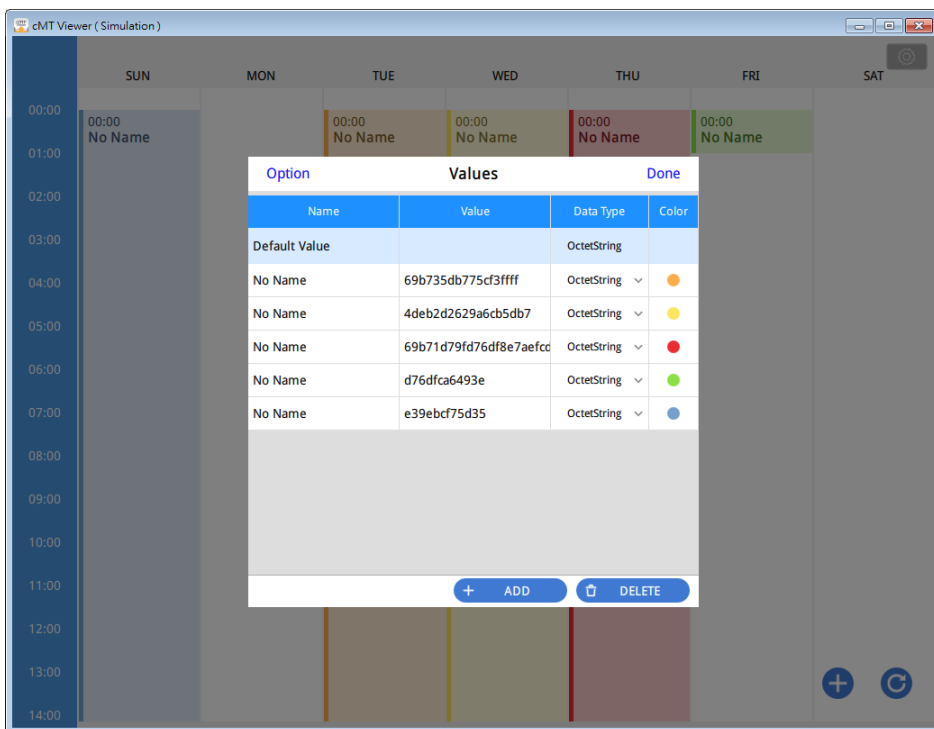 cMT Viewer ( Simulation )
SUN MON TUE WED THU FRI SAT
00:00
00:00 00:00 00:00 00:00 00:00
No Name No Name No Name No Name No Name
01:00
Option Values Done
02:00
Name Value Data Type Color
03:00
Default Value OctetString
04:00
No Name 69b735db775cf3ffff OctetString
No Name 4deb2d2629a6cb5db7 OctetString
05:00
No Name 69b71d79fd76df8e7aefcd OctetString
06:00
No Name d76dfca6493e OctetString
07:00
No Name e39ebcf75d35 OctetString
08:00
09:00
10:00
11:00
ADD DELETE
12:00
13:00
14:00